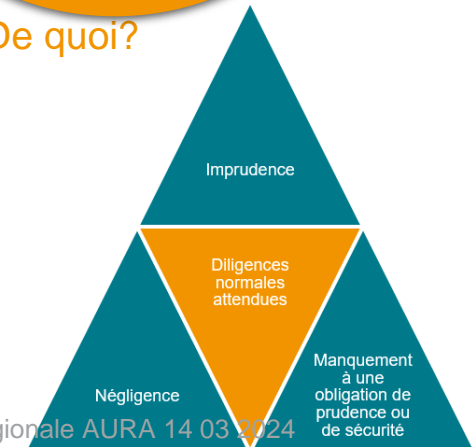 De quoi?
Imprudence
Diligences
normales
attendues
Négligence
Manquement
à une
obligation de
prudence ou
de sécurité
gionale AURA 14 03 2024